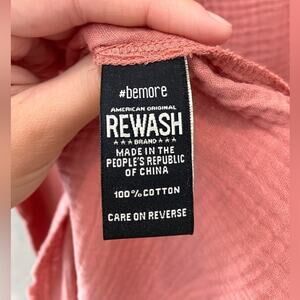 #bemore
AMERICAN ORIGINAL
REWASH
★★★ BRAND ★★★
MADE IN THE
PEOPLE'S REPUBLIC
OF CHINA
100% COTTON
CARE ON REVERSE